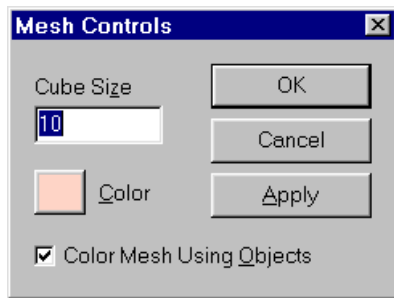 Mesh Controls
Cube Size
10
OK
Cancel
Color
Apply
Color Mesh Using Objects